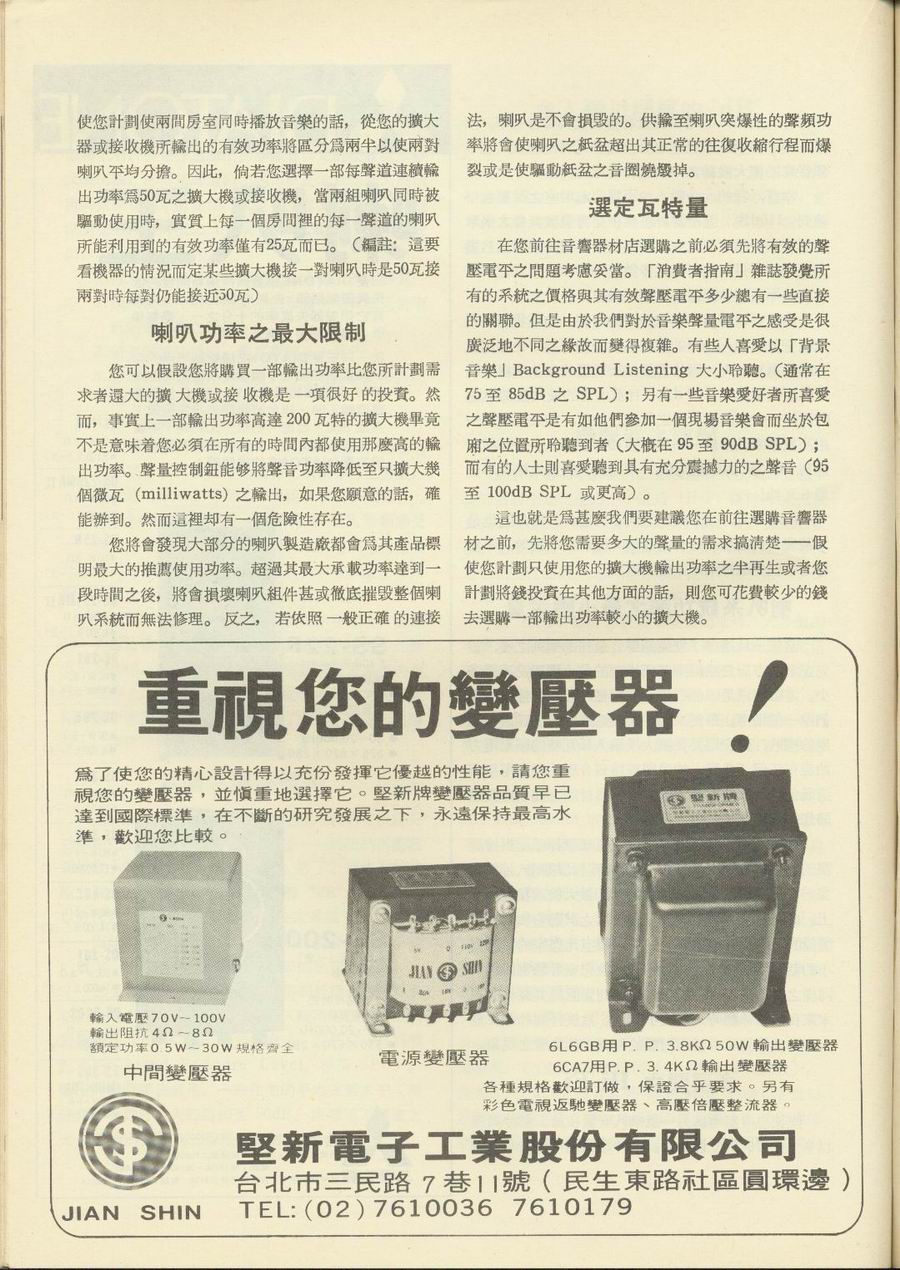 使您計劃使兩間房室同時播放音樂的話，從您的擴大
器或接收機所輸出的有效功率將區分爲兩半以使兩對
喇叭平均分擔。因此，倘若您選擇一部每聲道連續輸
出功率爲50瓦之擴大機或接收機，當兩組喇叭同時被
驅動使用時，實質上每一個房間裡的每一聲道的喇叭
所能利用到的有效功率僅有25瓦而已。（編註：這要
看機器的情況而定某些擴大機接一對喇叭時是50瓦接
兩對時每對仍能接近50瓦）
喇叭功率之最大限制
您可以假設您將購買一部輸出功率比您所計劃需
求者還大的擴大機或接收機是一項很好的投資。然
而，事實上一部輸出功率高達 200 瓦特的擴大機畢竟
不是意味着您必須在所有的時間內都使用那麼高的輸
出功率。聲量控制鈕能够將聲音功率降低至只擴大幾
個微瓦 (milliwatts) 之輸出，如果您願意的話，確
能辦到。然而這裡却有一個危險性存在。
您將會發現大部分的喇叭製造廠都會爲其產品標
明最大的推薦使用功率。超過其最大承載功率達到一
段時間之後，將會損壞喇叭組件甚或徹底摧毀整個喇
叭系統而無法修理。反之，若依照一般正確的連接
法，喇叭是不會損毀的。供輸至喇叭突爆性的聲頻功
率將會使喇叭之紙盆超出其正常的往復收縮行程而爆
裂或是使驅動紙盆之音圈燒毀掉。
選定瓦特量
在您前往音響器材店選購之前必須先將有效的聲
壓電平之問題考慮妥當。「消費者指南」雜誌發覺所
有的系統之價格與其有效聲壓電平多少總有一些直接
的關聯。但是由於我們對於音樂聲量電平之感受是很
廣泛地不同之緣故而變得複雜。有些人喜愛以「背景
音樂」Background Listening 大小聆聽。（通常在
75 至 85dB 之 SPL）；另有一些音樂愛好者所喜愛
之聲壓電平是有如他們參加一個現場音樂會而坐於包
廂之位置所聆聽到者（大概在 95 至 90dB SPL）；
而有的人士則喜愛聽到具有充分震撼力的之聲音（95
至 100dB SPL 或更高）。
這也就是爲甚麼我們要建議您在前往選購音響器
材之前，先將您需要多大的聲量的需求搞清楚——假
使您計劃只使用您的擴大機輸出功率之半再生或者您
計劃將錢投資在其他方面的話，則您可花費較少的錢
去選購一部輸出功率較小的擴大機。
重視您的變壓器！
爲了使您的精心設計得以充份發揮它優越的性能，請您重
視您的變壓器，並愼重地選擇它。堅新牌變壓器品質早已
達到國際標準，在不斷的研究發展之下，永遠保持最高水
準，歡迎您比較。
堅新牌
JIAN SHIN
輸入電壓70V～100V
輸出阻抗4Ω～8Ω
額定功率0.5W～30W規格齊全
中間變壓器
電源變壓器
6L6GB用P. P. 3.8KΩ50W輸出變壓器
6CA7用P.P. 3. 4KΩ輸出變壓器
各種規格歡迎訂做，保證合乎要求。另有
彩色電視返馳變壓器、高壓倍壓整流器。
堅新電子工業股份有限公司
台北市三民路7巷11號（民生東路社區圓環邊）
JIAN SHIN
TEL:(02)7610036 7610179